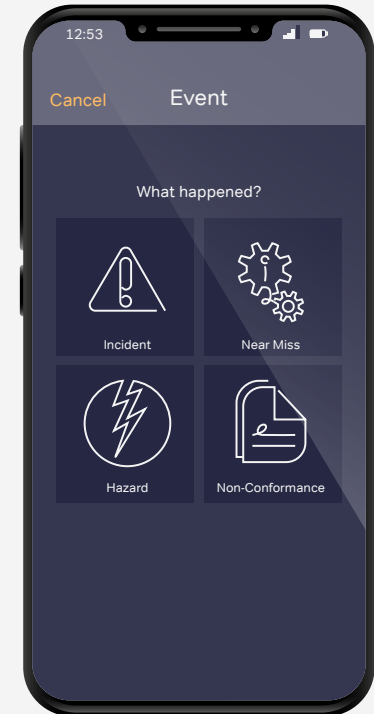 12:53
Cancel Event
What happened?
Incident Near Miss
Hazard Non-Conformance